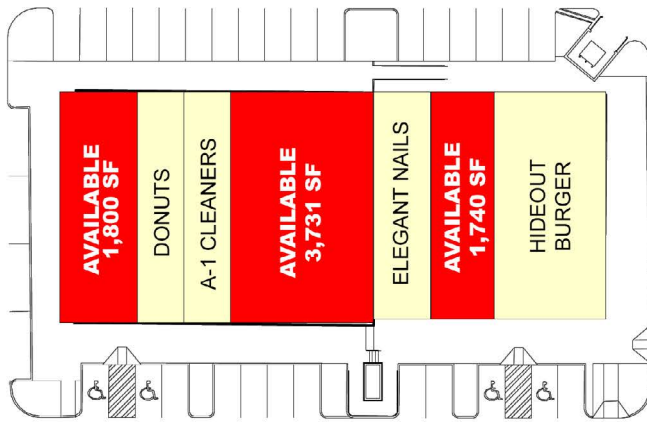 AVAILABLE
1,800 SF
DONUTS
A-1 CLEANERS
AVAILABLE
3,731 SF
ELEGANT NAILS
AVAILABLE
1,740 SF
HIDEOUT
BURGER